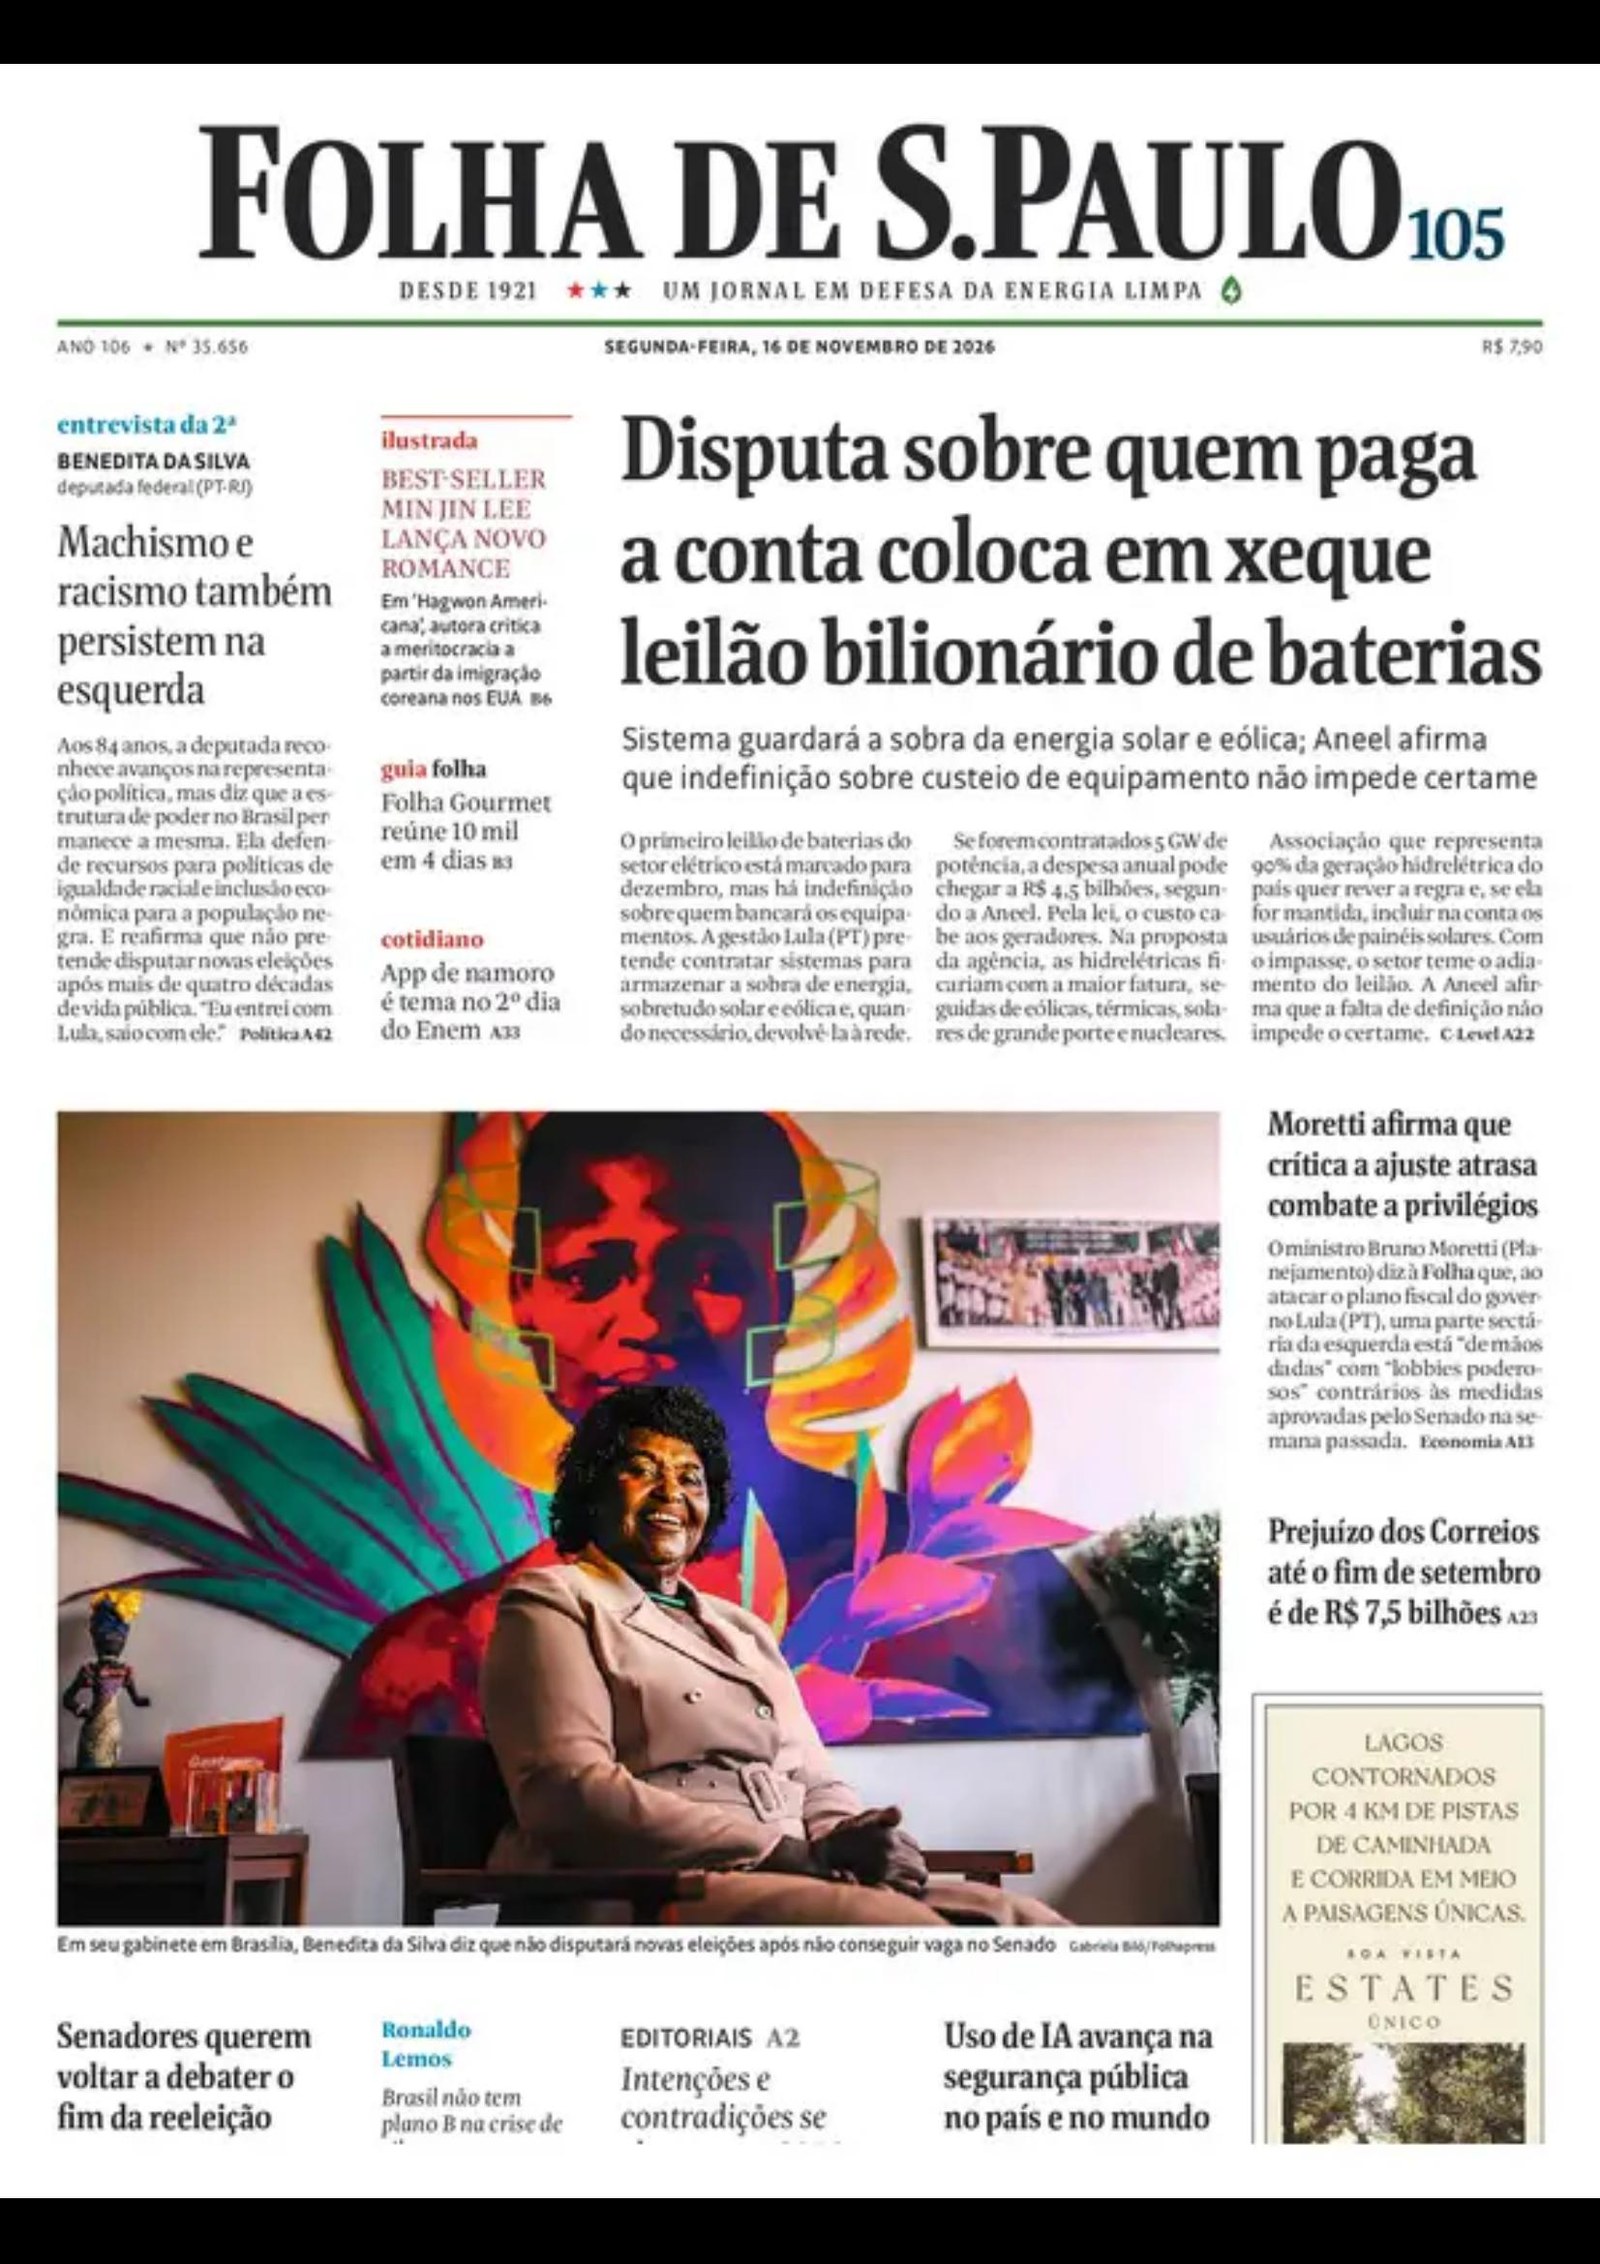 FOLHA DE S.PAULO 105
DESDE 1921 ★★★ UM JORNAL EM DEFESA DA ENERGIA LIMPA
ANO 106 ★ Nº 35.656
SEGUNDA-FEIRA, 16 DE NOVEMBRO DE 2026
R$ 7,90
entrevista da 2ª
BENEDITA DA SILVA
deputada federal (PT-RJ)
Machismo e
racismo também
persistem na
esquerda
Aos 84 anos, a deputada reco-
nhece avanços na representa-
ção política, mas diz que a es-
trutura de poder no Brasil per
manece a mesma. Ela defen-
de recursos para políticas de
igualdade racial e inclusão eco-
nômica para a população ne-
gra. E reafirma que não pre-
tende disputar novas eleições
após mais de quatro décadas
de vida pública. "Eu entrei com
Lula, saio com ele." Política A42
ilustrada
BEST-SELLER
MIN JIN LEE
LANÇA NOVO
ROMANCE
Em 'Hagwon Ameri-
cana', autora critica
a meritocracia a
partir da imigração
coreana nos EUA B6
guia folha
Folha Gourmet
reúne 10 mil
em 4 dias B3
cotidiano
App de namoro
é tema no 2º dia
do Enem A33
Disputa sobre quem paga
a conta coloca em xeque
leilão bilionário de baterias
Sistema guardará a sobra da energia solar e eólica; Aneel afirma
que indefinição sobre custeio de equipamento não impede certame
O primeiro leilão de baterias do
setor elétrico está marcado para
dezembro, mas há indefinição
sobre quem bancará os equipa-
mentos. A gestão Lula (PT) pre-
tende contratar sistemas para
armazenar a sobra de energia,
sobretudo solar e eólica e, quan-
do necessário, devolvê-la à rede.
Se forem contratados 5 GW de
potência, a despesa anual pode
chegar a R$ 4,5 bilhões, segun-
do a Aneel. Pela lei, o custo ca-
be aos geradores. Na proposta
da agência, as hidrelétricas fi-
cariam com a maior fatura, se-
guidas de eólicas, térmicas, sola-
res de grande porte e nucleares.
Associação que representa
90% da geração hidrelétrica do
país quer rever a regra e, se ela
for mantida, incluir na conta os
usuários de painéis solares. Com
o impasse, o setor teme o adia-
mento do leilão. A Aneel afir-
ma que a falta de definição não
impede o certame. C-Level A22
Moretti afirma que
crítica a ajuste atrasa
combate a privilégios
O ministro Bruno Moretti (Pla-
nejamento) diz à Folha que, ao
atacar o plano fiscal do gover-
no Lula (PT), uma parte sectá-
ria da esquerda está "de mãos
dadas" com "lobbies podero-
sos" contrários às medidas
aprovadas pelo Senado na se-
mana passada. Economia A13
Prejuízo dos Correios
até o fim de setembro
é de R$ 7,5 bilhões A23
Em seu gabinete em Brasília, Benedita da Silva diz que não disputará novas eleições após não conseguir vaga no Senado Gabriela Biló/Folhapress
Senadores querem
voltar a debater o
fim da reeleição
Ronaldo
Lemos
Brasil não tem
plano B na crise de
EDITORIAIS A2
Intenções e
contradições se
Uso de IA avança na
segurança pública
no país e no mundo
LAGOS
CONTORNADOS
POR 4 KM DE PISTAS
DE CAMINHADA
E CORRIDA EM MEIO
A PAISAGENS ÚNICAS.
BOA VISTA
ESTATES
ÚNICO